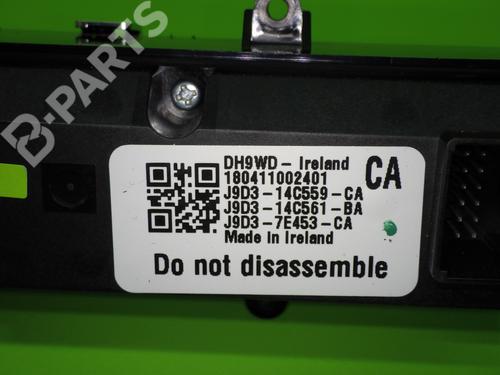 B-PARTS
DH9WD - Ireland
CA
180411002401
J9D3-14C559-CA
J9D3-14C561-BA
J9D3-7E453-CA
Made in Ireland
Do not disassemble
B-PARTS